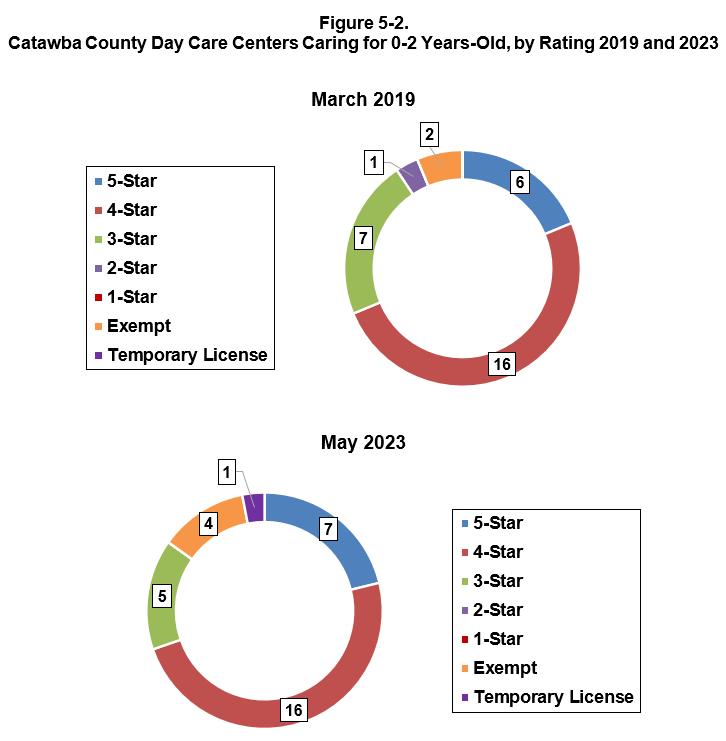 Figure 5-2.
Catawba County Day Care Centers Caring for 0-2 Years-Old, by Rating 2019 and 2023
March 2019
5-Star
4-Star
3-Star
2-Star
1-Star
Exempt
Temporary License
2
1
6
7
16
May 2023
1
4
7
5
16
5-Star
4-Star
3-Star
2-Star
1-Star
Exempt
Temporary License